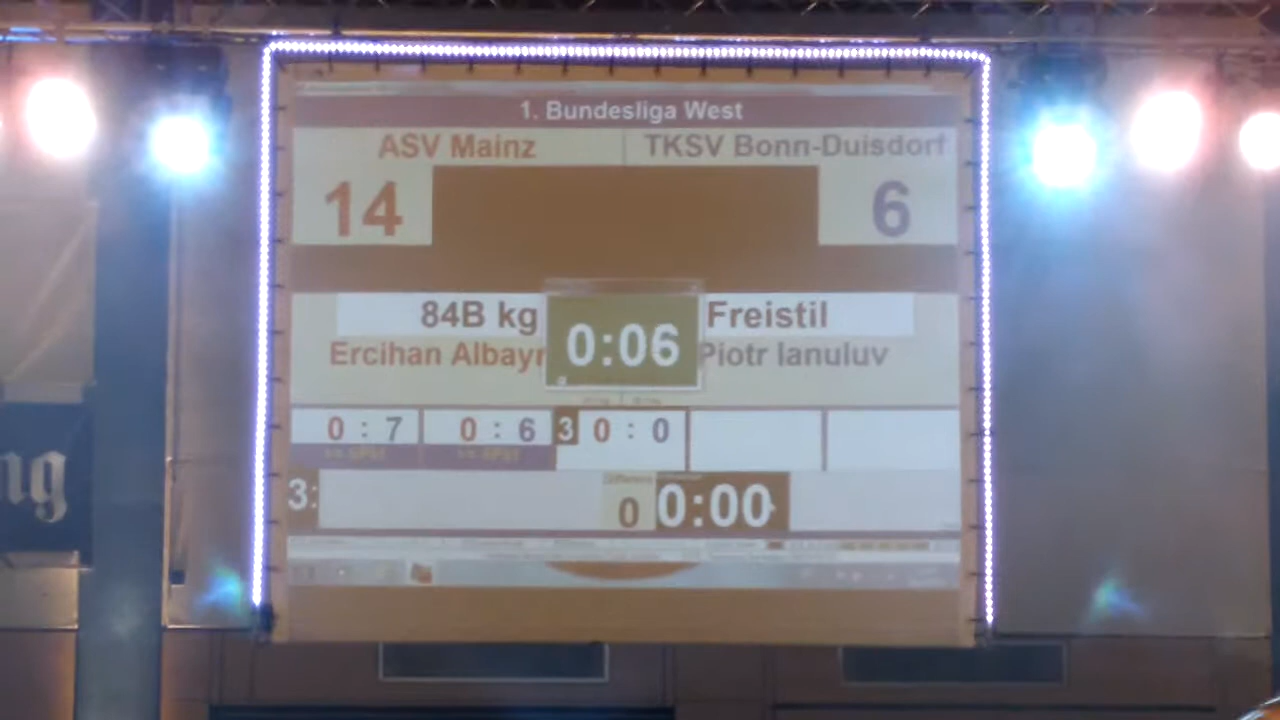 1. Bundesliga West
ASV Mainz TKSV Bonn-Duisdorf
14 6
84B kg 0:06 Freistil
Ercihan Albayr Piotr Ianuluv
0 : 7 0 : 6 3 0 : 0
3: 0 0:00
ng